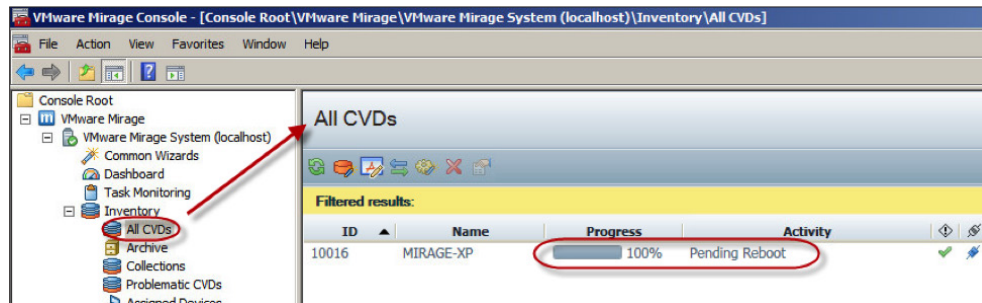 VMware Mirage Console - [Console Root\VMware Mirage\VMware Mirage System (localhost)\Inventory\All CVDs]
File Action View Favorites Window Help
Console Root
VMware Mirage
VMware Mirage System (localhost)
Common Wizards
Dashboard
Task Monitoring
Inventory
All CVDs
Archive
Collections
Problematic CVDs
Assigned Devices
All CVDs
Filtered results:
ID Name Progress Activity
10016 MIRAGE-XP 100% Pending Reboot